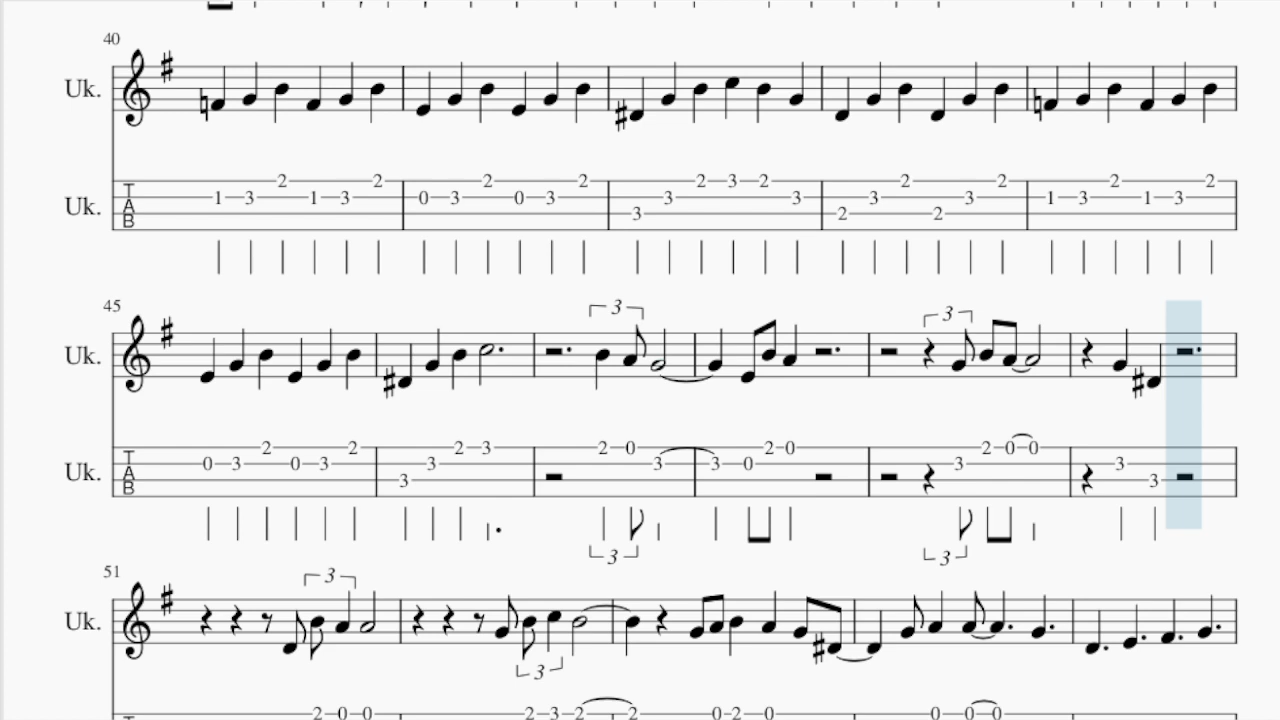 40
Uk.
2 2 2 2 2 3 2 2 2 2 2
Uk. 1 3 1 3 0 3 0 3 3 3 3 1 3 1 3
T A B 3 2 2
45 3 3
Uk.
2 2 2 3 2 0 2 0 2 0 0
Uk. 0 3 0 3 3 3 3 0 3 3
T A B 3 3
3 3
51 3
Uk.
3
2 0 0 2 3 2 2 0 2 0 0 0 0